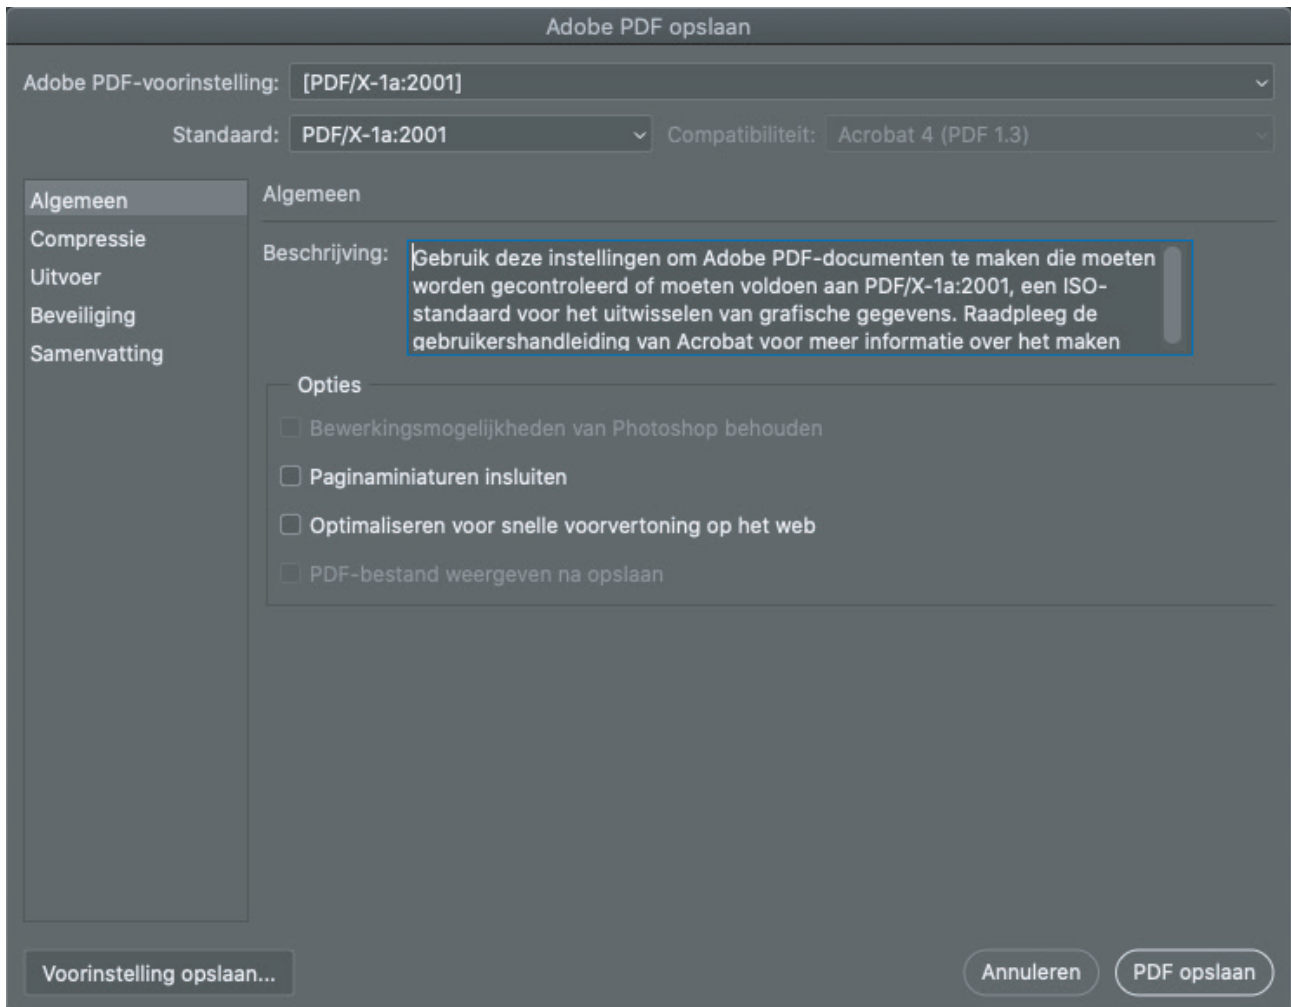 Adobe PDF opslaan
Adobe PDF-voorinstelling: [PDF/X-1a:2001]
Standaard: PDF/X-1a:2001 Compatibiliteit: Acrobat 4 (PDF 1.3)
Algemeen
Compressie
Uitvoer
Beveiliging
Samenvatting
Algemeen
Beschrijving: Gebruik deze instellingen om Adobe PDF-documenten te maken die moeten
worden gecontroleerd of moeten voldoen aan PDF/X-1a:2001, een ISO-
standaard voor het uitwisselen van grafische gegevens. Raadpleeg de
gebruikershandleiding van Acrobat voor meer informatie over het maken
Opties
Bewerkingsmogelijkheden van Photoshop behouden
Paginaminiaturen insluiten
Optimaliseren voor snelle voorvertoning op het web
PDF-bestand weergeven na opslaan
Voorinstelling opslaan... Annuleren PDF opslaan